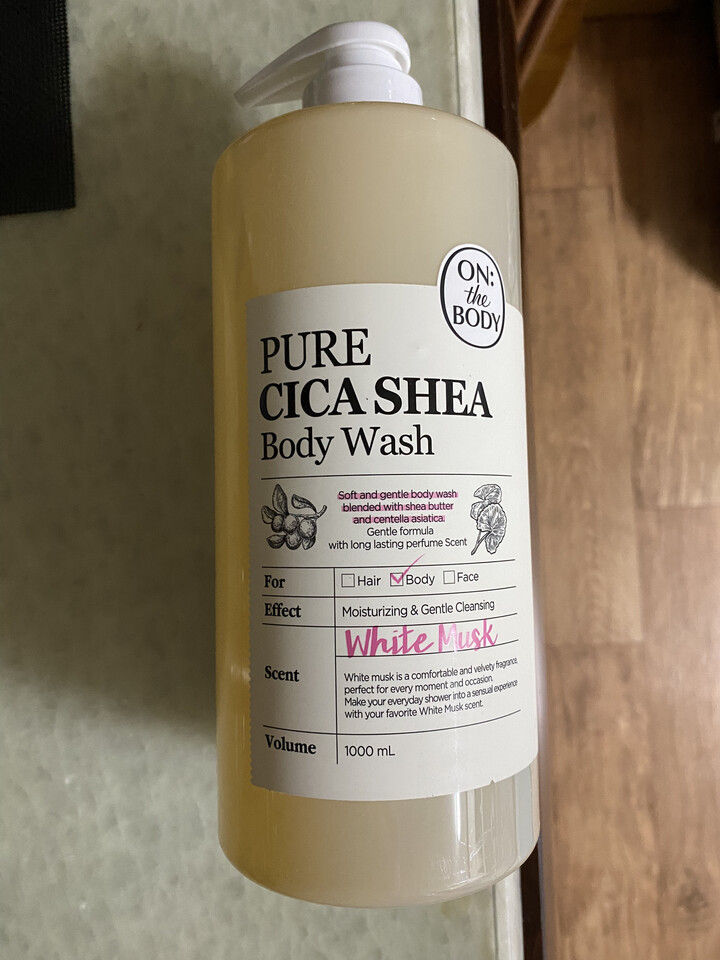 ON:
the
BODY
PURE
CICA SHEA
Body Wash
Soft and gentle body wash
blended with shea butter
and centella asiatica.
Gentle formula
with long lasting perfume Scent
For Hair Body Face
Effect Moisturizing & Gentle Cleansing
White Musk
Scent
White musk is a comfortable and velvety fragrance,
perfect for every moment and occasion.
Make your everyday shower into a sensual experience
with your favorite White Musk scent.
Volume 1000 mL